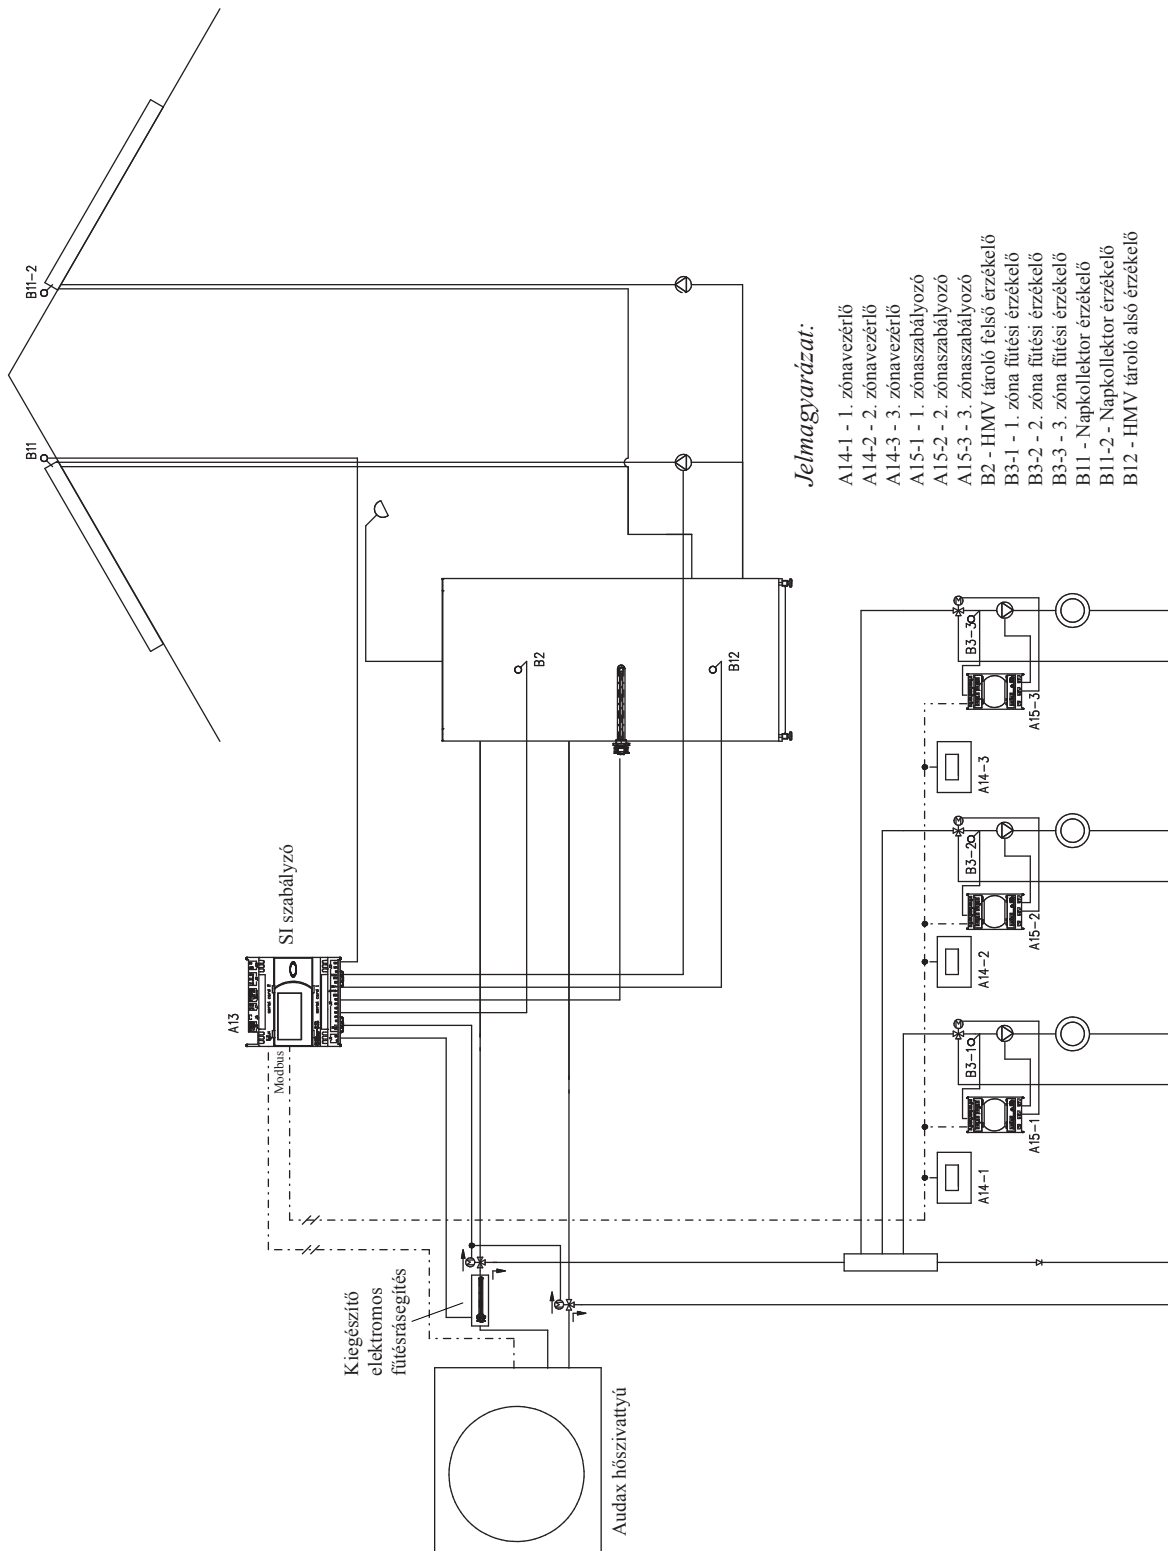 B11
B11-2
A13
SI szabályzó
Modbus
B2
B12
Kiegészítő
elektromos
fűtésrásegítés
Audax hőszivattyú
A14-1
A15-1
B3-1
A14-2
A15-2
B3-2
A14-3
A15-3
B3-3
Jelmagyarázat:
A14-1 - 1. zónavezérlő
A14-2 - 2. zónavezérlő
A14-3 - 3. zónavezérlő
A15-1 - 1. zónaszabályozó
A15-2 - 2. zónaszabályozó
A15-3 - 3. zónaszabályozó
B2 - HMV tároló felső érzékelő
B3-1 - 1. zóna fűtési érzékelő
B3-2 - 2. zóna fűtési érzékelő
B3-3 - 3. zóna fűtési érzékelő
B11 - Napkollektor érzékelő
B11-2 - Napkollektor érzékelő
B12 - HMV tároló alsó érzékelő